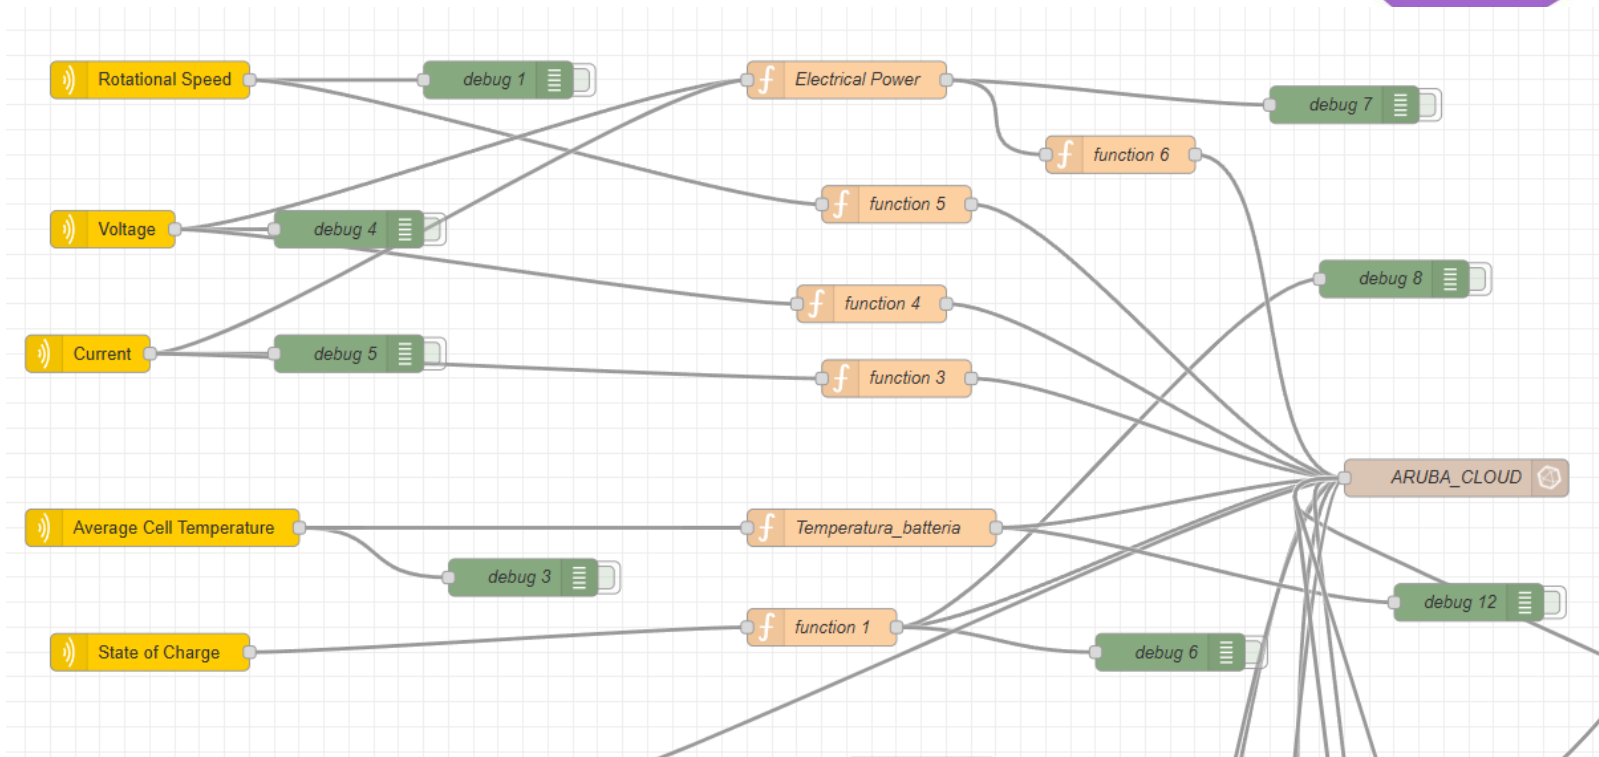 Rotational Speed
debug 1
Electrical Power
debug 7
function 6
function 5
Voltage
debug 4
debug 8
function 4
Current
debug 5
function 3
ARUBA_CLOUD
Average Cell Temperature
Temperatura_batteria
debug 3
debug 12
function 1
State of Charge
debug 6